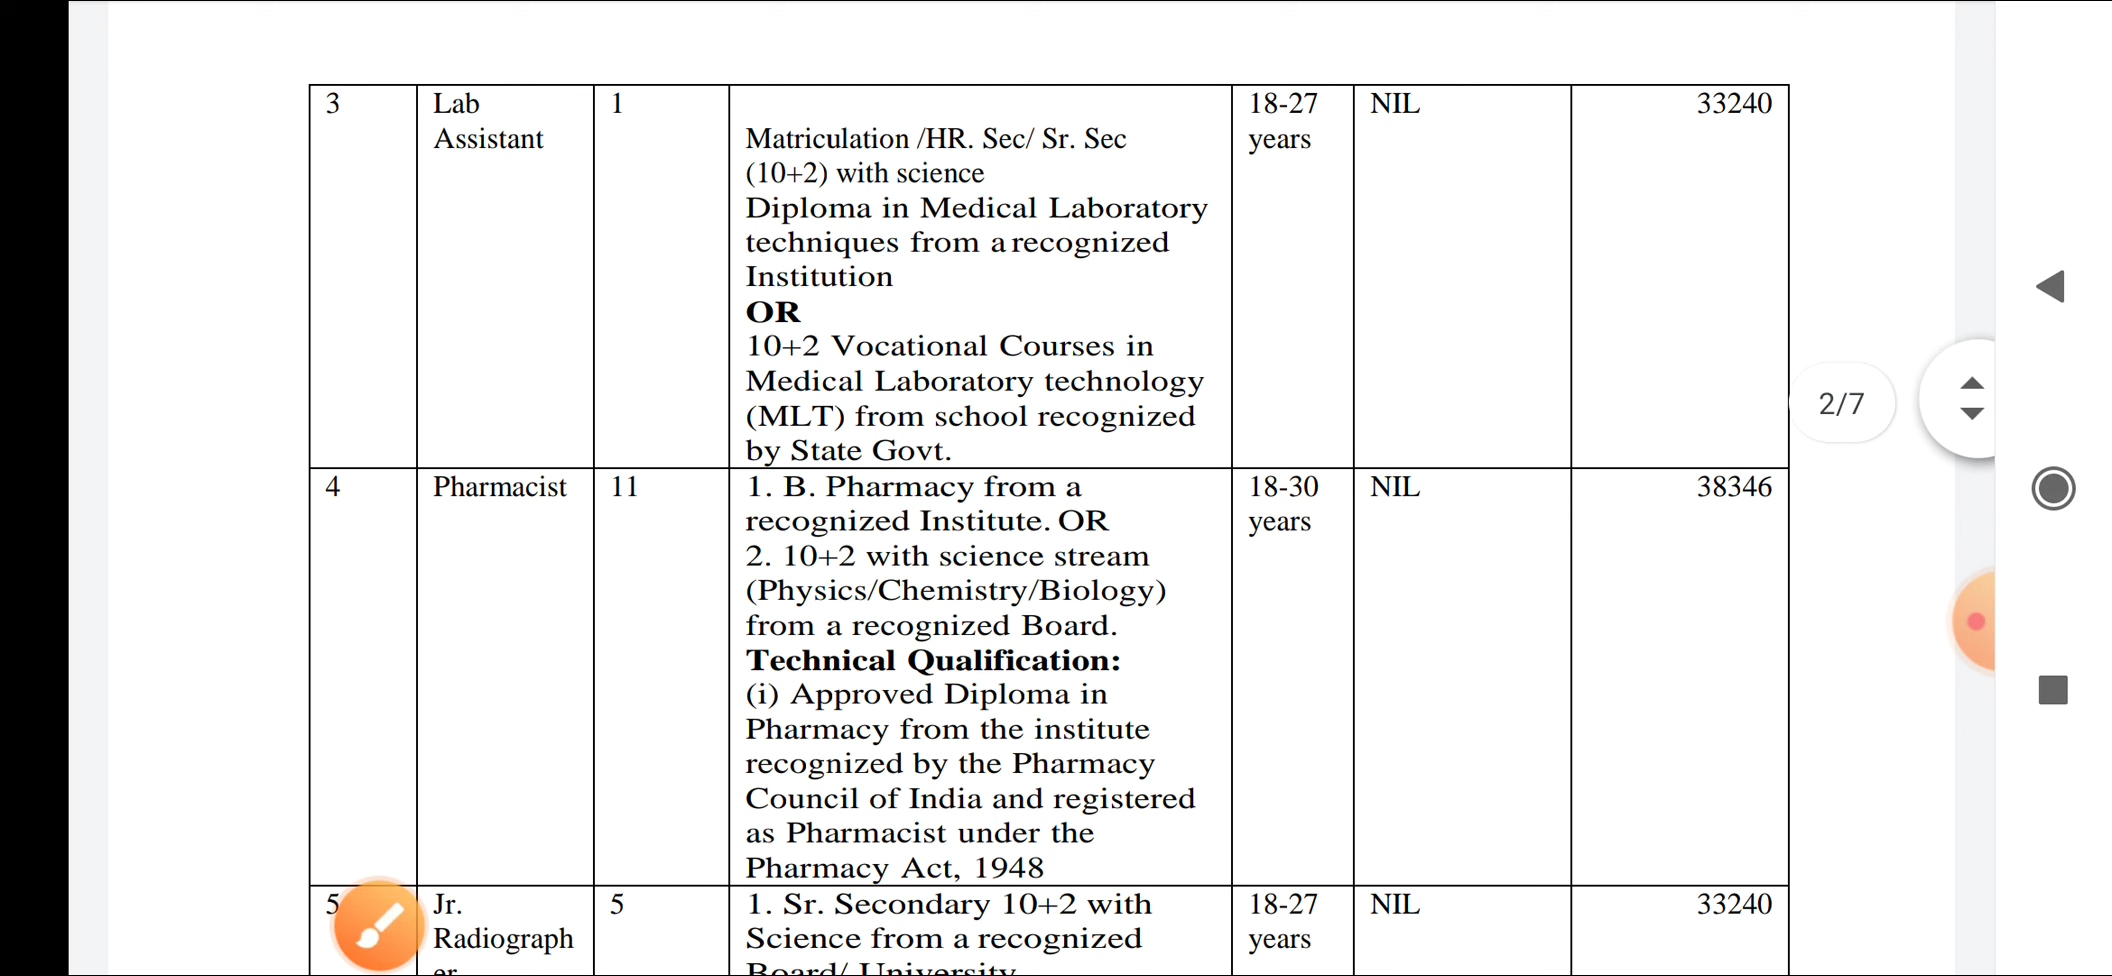 3
Lab
Assistant
1
Matriculation /HR. Sec/ Sr. Sec
(10+2) with science
Diploma in Medical Laboratory
techniques from a recognized
Institution
OR
10+2 Vocational Courses in
Medical Laboratory technology
(MLT) from school recognized
by State Govt.
18-27
years
NIL
33240
4
Pharmacist
11
1. B. Pharmacy from a
recognized Institute. OR
2. 10+2 with science stream
(Physics/Chemistry/Biology)
from a recognized Board.
Technical Qualification:
(i) Approved Diploma in
Pharmacy from the institute
recognized by the Pharmacy
Council of India and registered
as Pharmacist under the
Pharmacy Act, 1948
18-30
years
NIL
38346
5
Jr.
Radiograph
er
5
1. Sr. Secondary 10+2 with
Science from a recognized
Board/ University
18-27
years
NIL
33240
2/7